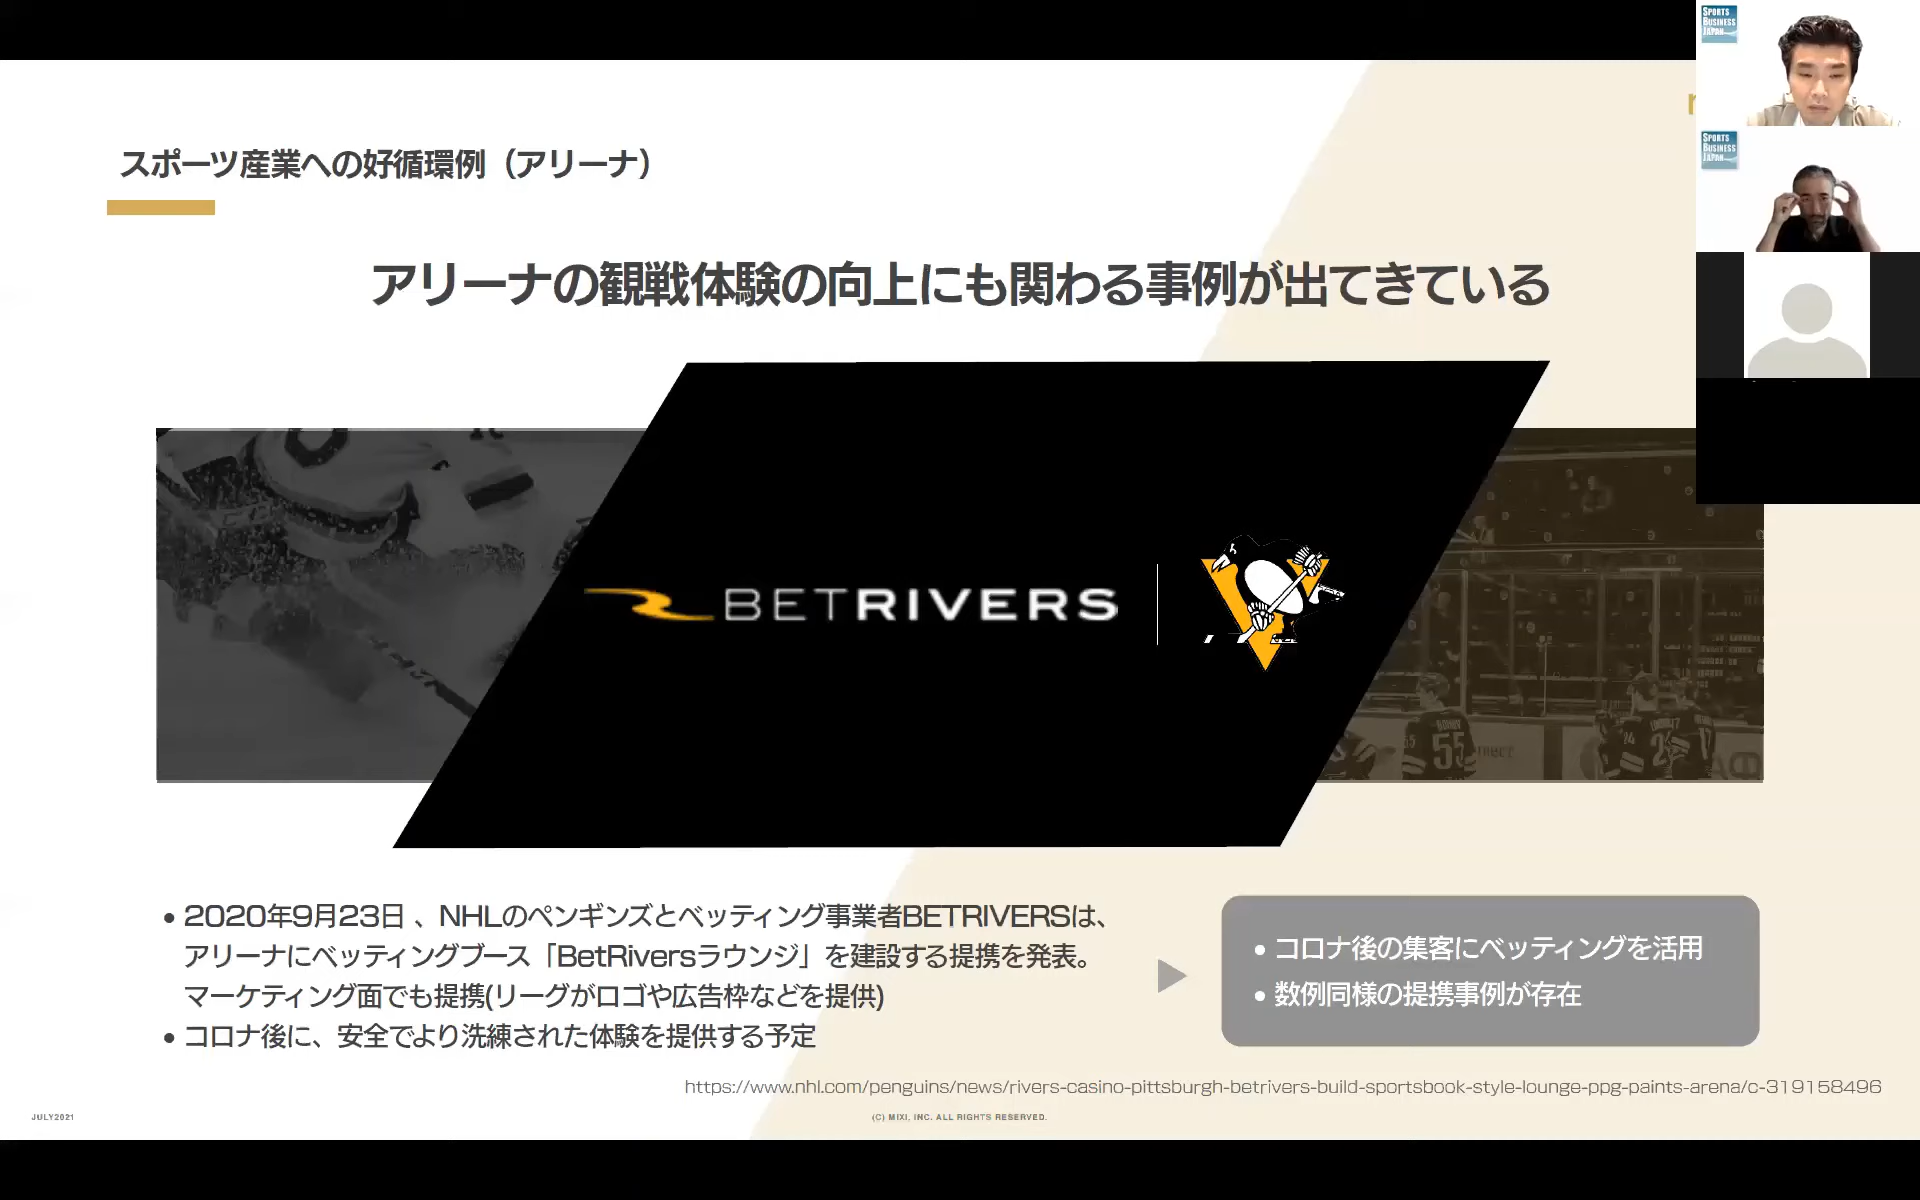 スポーツ産業への好循環例（アリーナ）
アリーナの観戦体験の向上にも関わる事例が出てきている
BETRIVERS
• 2020年9月23日 、NHLのペンギンズとベッティング事業者BETRIVERSは、
アリーナにベッティングブース「BetRiversラウンジ」を建設する提携を発表。
マーケティング面でも提携(リーグがロゴや広告枠などを提供)
• コロナ後に、安全でより洗練された体験を提供する予定
• コロナ後の集客にベッティングを活用
• 数例同様の提携事例が存在
https://www.nhl.com/penguins/news/rivers-casino-pittsburgh-betrivers-build-sportsbook-style-lounge-ppg-paints-arena/c-319158496
JULY2021
(C) MIXI, INC. ALL RIGHTS RESERVED.
SPORTS
BUSINESS
JAPAN
SPORTS
BUSINESS
JAPAN
55
24
17